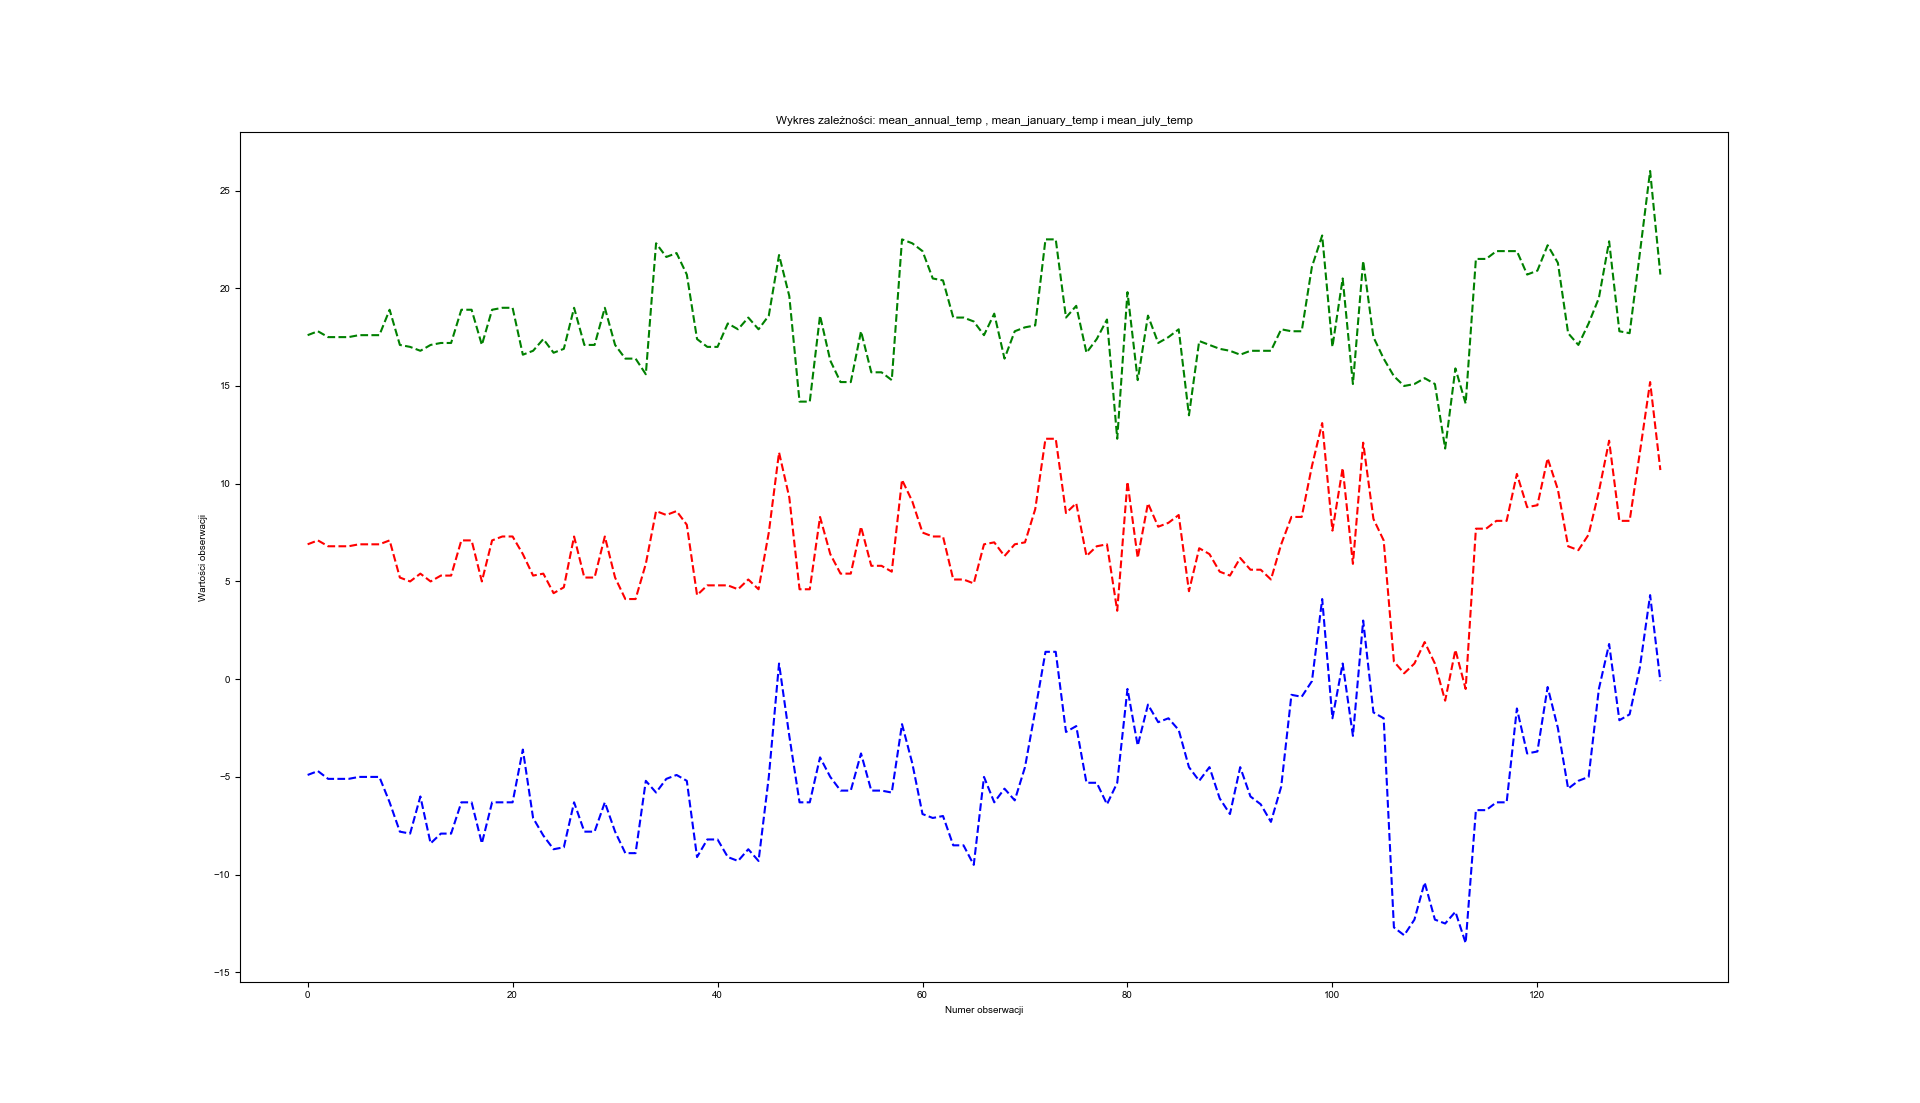 Wykres zależności: mean_annual_temp , mean_january_temp i mean_july_temp
25
20
15
10
5
0
−5
−10
−15
Wartości obserwacji
0 20 40 60 80 100 120
Numer obserwacji